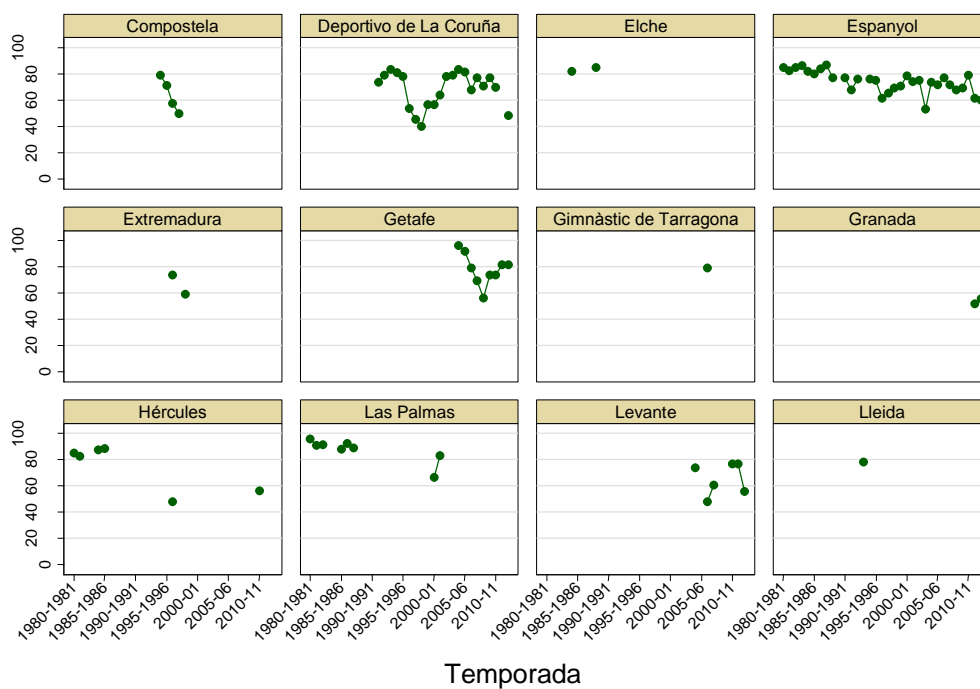 Compostela
Deportivo de La Coruña
Elche
Espanyol
0 20 40 60 80 100
Extremadura
Getafe
Gimnàstic de Tarragona
Granada
0 20 40 60 80 100
Hércules
Las Palmas
Levante
Lleida
0 20 40 60 80 100
1980-1981 1985-1986 1990-1991 1995-1996 2000-01 2005-06 2010-11
1980-1981 1985-1986 1990-1991 1995-1996 2000-01 2005-06 2010-11
1980-1981 1985-1986 1990-1991 1995-1996 2000-01 2005-06 2010-11
1980-1981 1985-1986 1990-1991 1995-1996 2000-01 2005-06 2010-11
Temporada